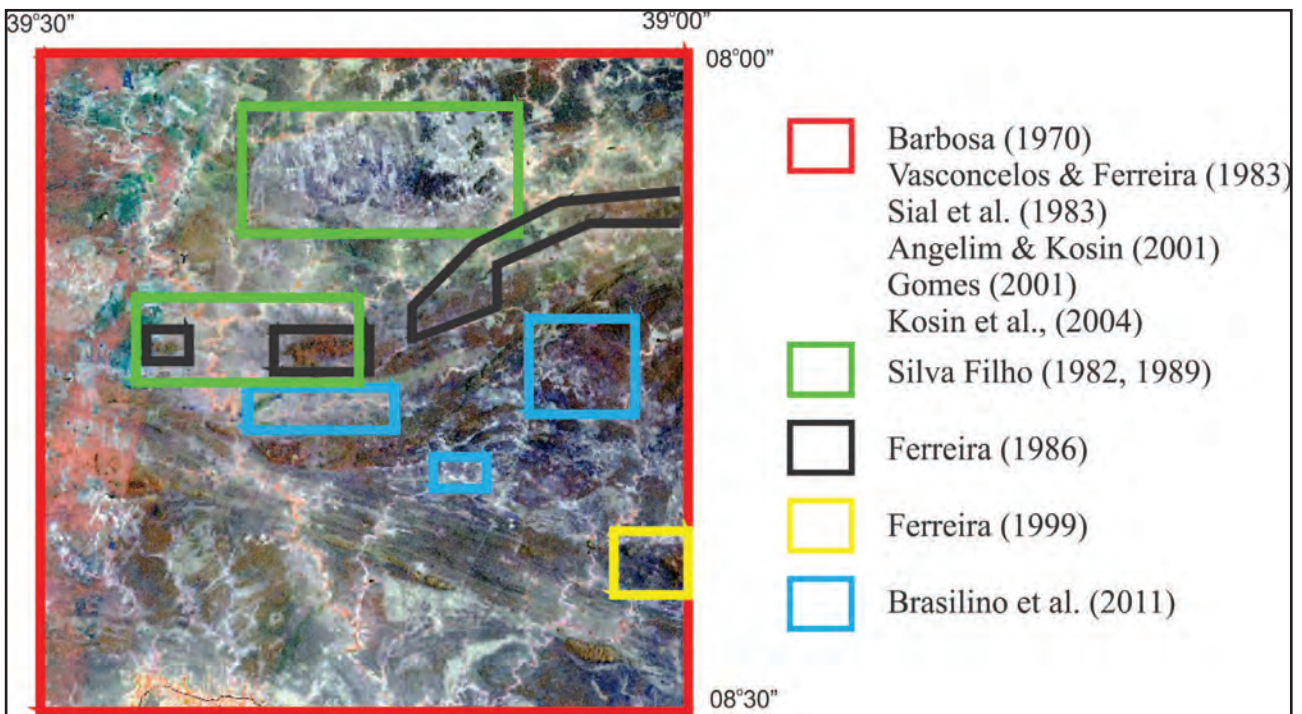 39°30”
39°00”
08°00”
Barbosa (1970)
Vasconcelos & Ferreira (1983)
Sial et al. (1983)
Angelim & Kosin (2001)
Gomes (2001)
Kosin et al., (2004)
Silva Filho (1982, 1989)
Ferreira (1986)
Ferreira (1999)
Brasilino et al. (2011)
08°30”